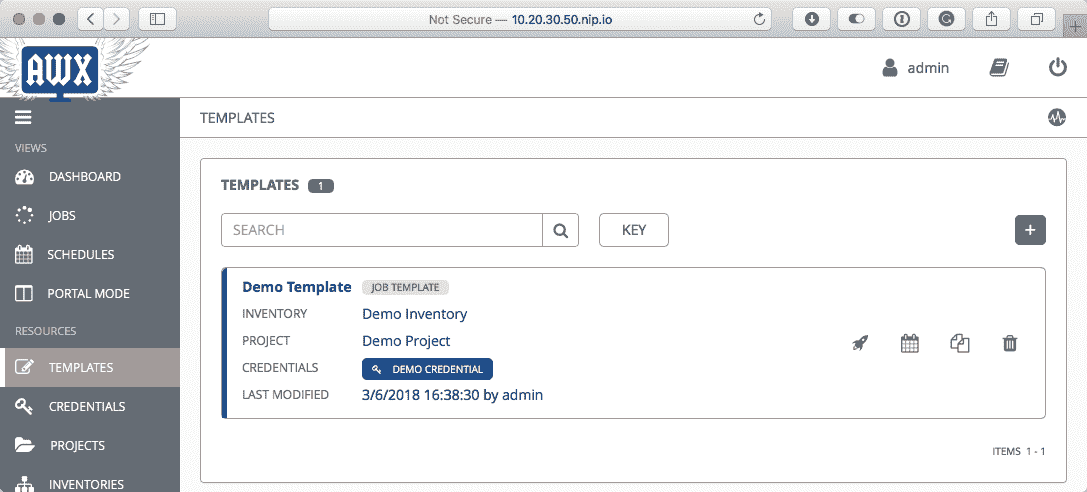 Not Secure — 10.20.30.50.nip.io
AWX
admin
VIEWS
DASHBOARD
JOBS
SCHEDULES
PORTAL MODE
RESOURCES
TEMPLATES
CREDENTIALS
PROJECTS
INVENTORIES
TEMPLATES
TEMPLATES 1
SEARCH
KEY
+
Demo Template JOB TEMPLATE
INVENTORY Demo Inventory
PROJECT Demo Project
CREDENTIALS DEMO CREDENTIAL
LAST MODIFIED 3/6/2018 16:38:30 by admin
ITEMS 1 - 1